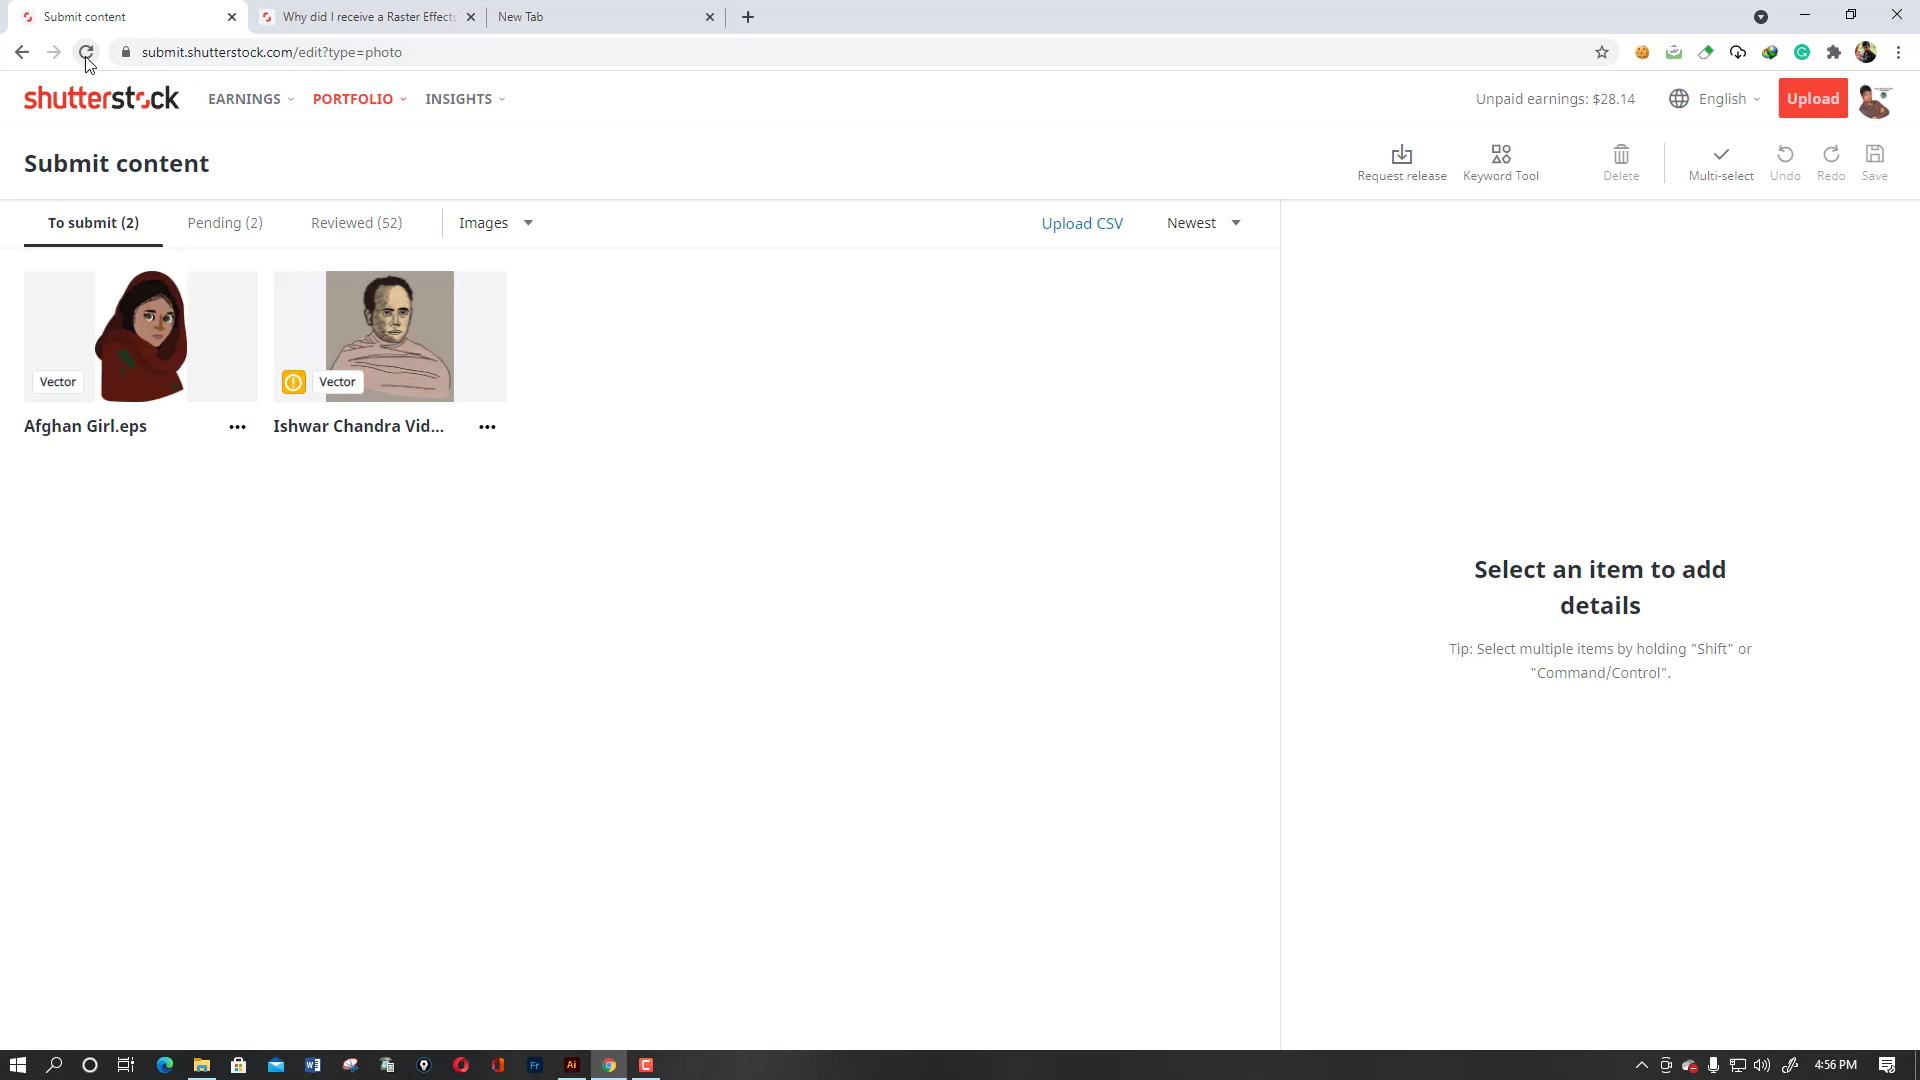 Submit content
Why did I receive a Raster Effects
New Tab
submit.shutterstock.com/edit?type=photo
shutterstock
EARNINGS
PORTFOLIO
INSIGHTS
Unpaid earnings: $28.14
English
Upload
Submit content
Request release
Keyword Tool
Delete
Multi-select
Undo
Redo
Save
To submit (2)
Pending (2)
Reviewed (52)
Images
Upload CSV
Newest
Vector
Vector
Afghan Girl.eps
Ishwar Chandra Vid...
Select an item to add
details
Tip: Select multiple items by holding "Shift" or
"Command/Control".
Fr
Ai
4:56 PM